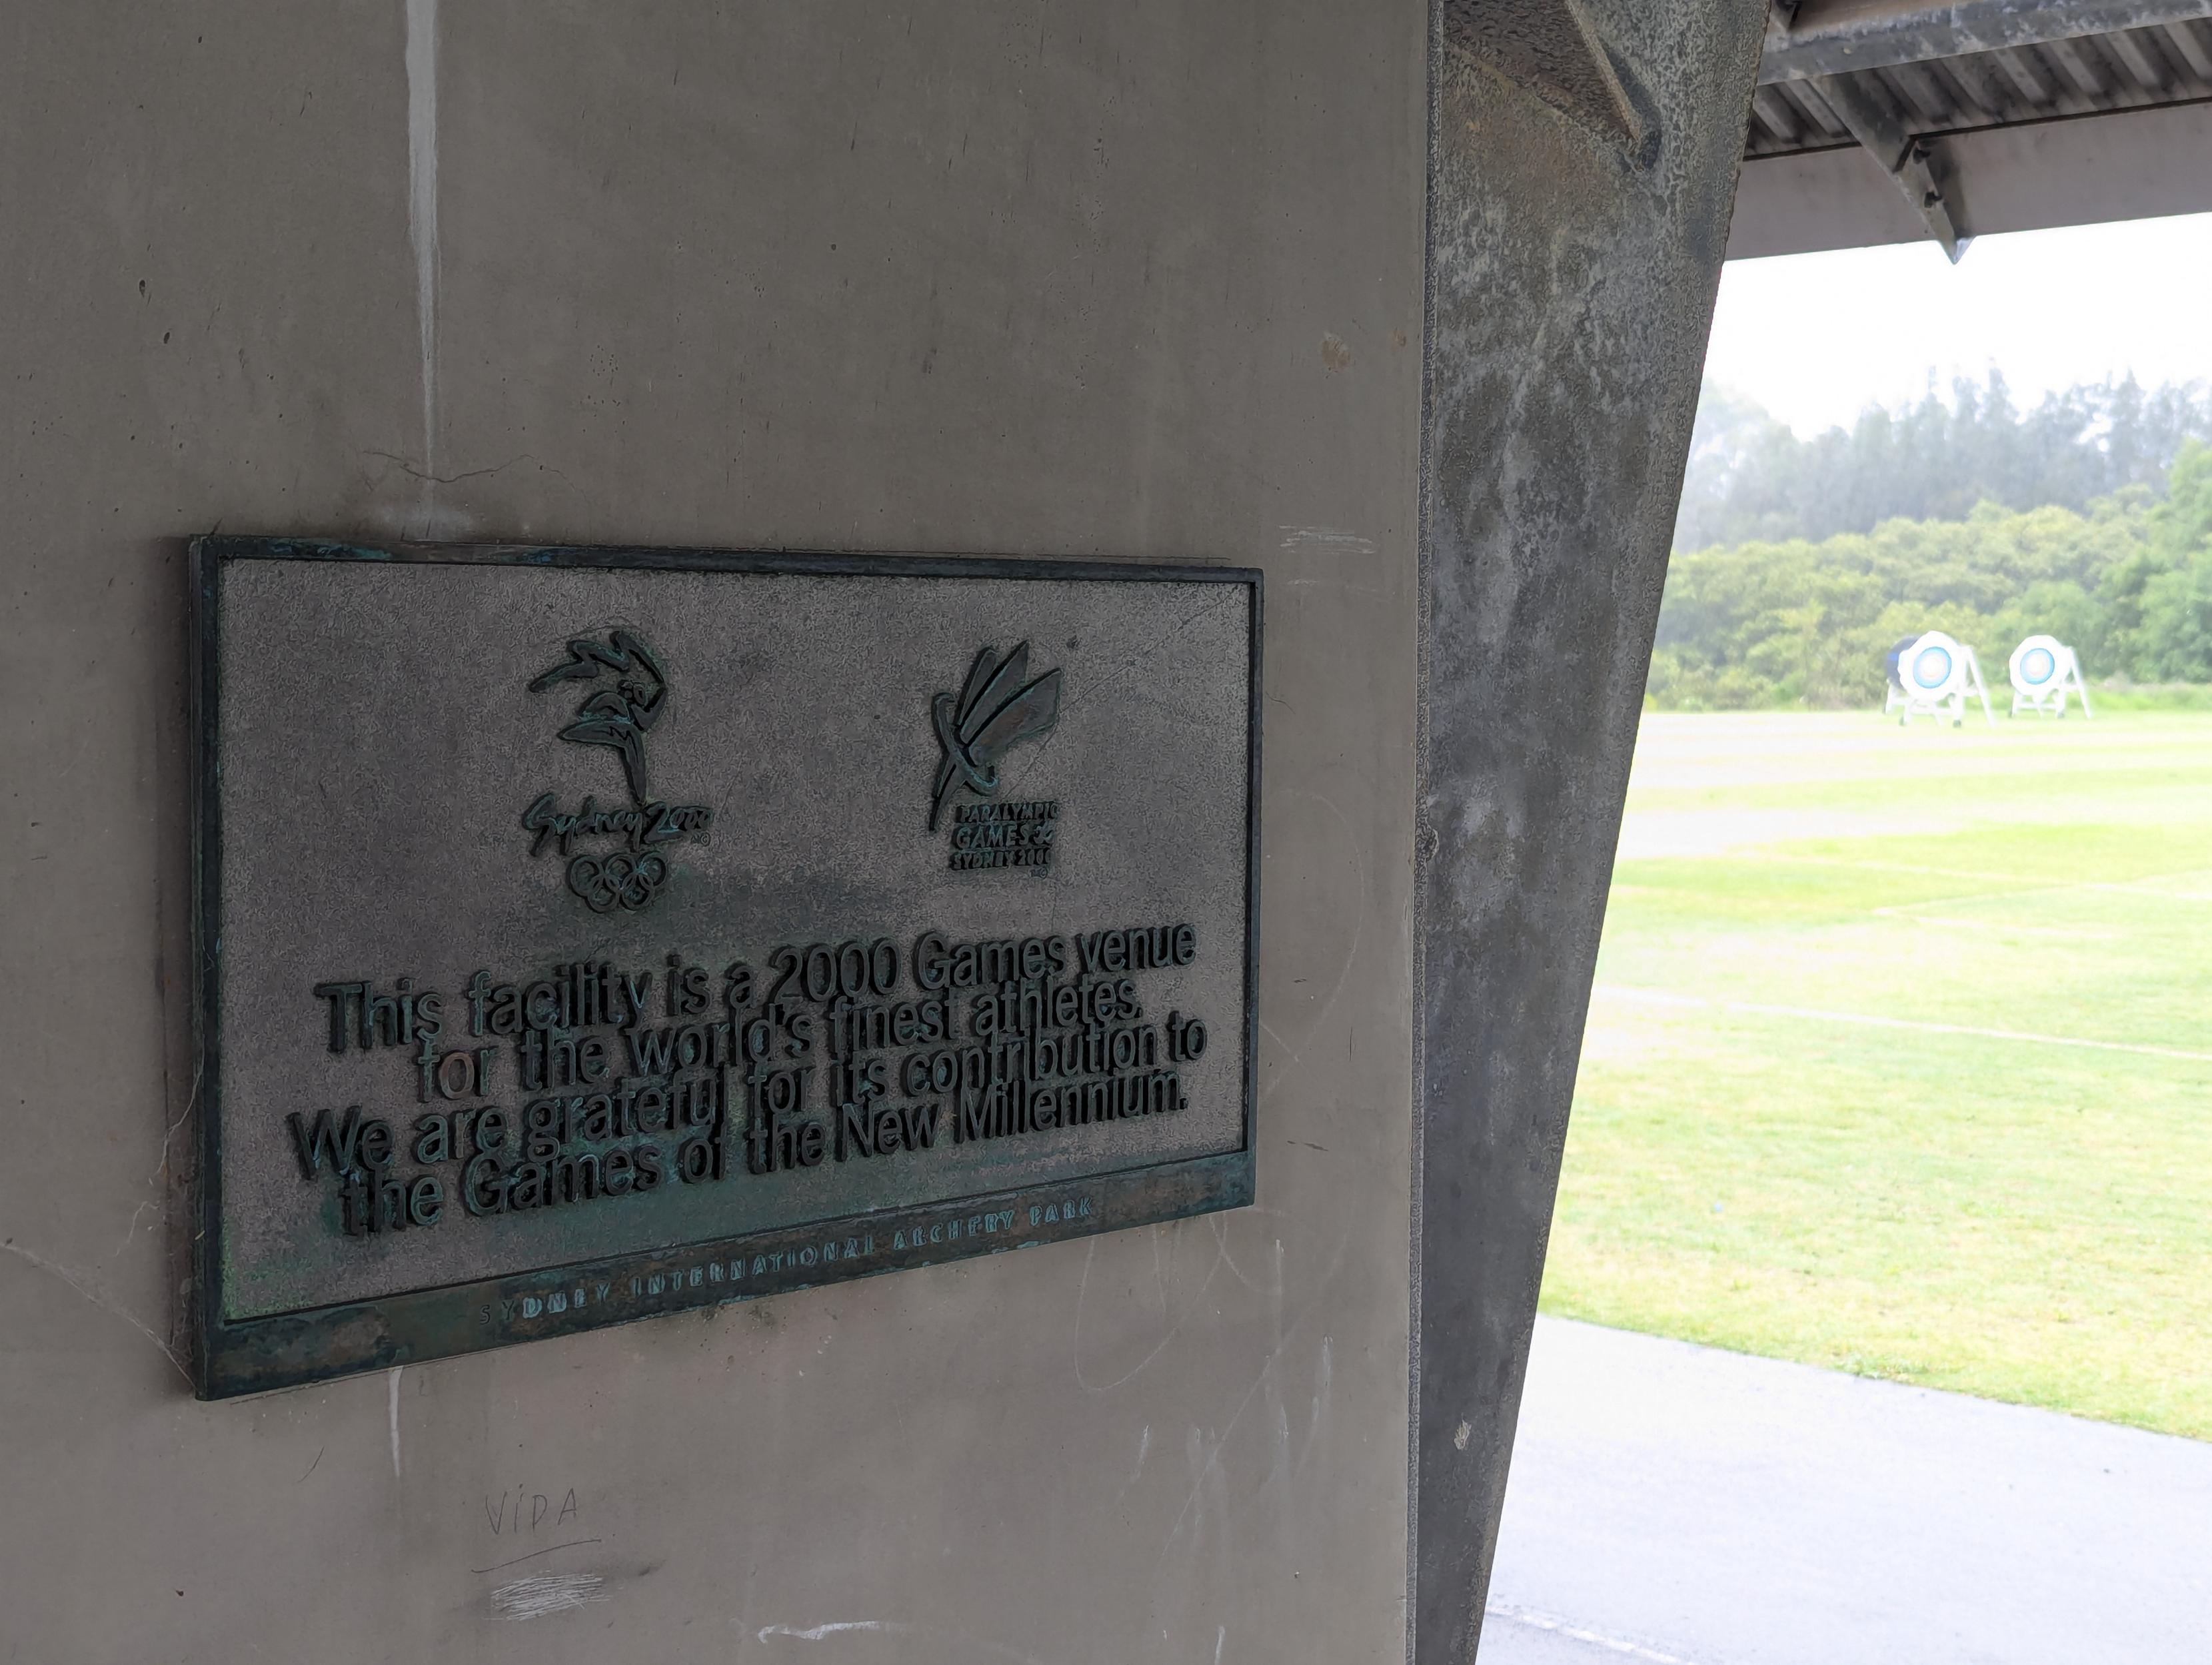 Sydney 2000
PARALYMPIC
GAMES
SYDNEY 2000
This facility is a 2000 Games venue
for the world's finest athletes.
We are grateful for its contribution to
the Games of the New Millennium.
SYDNEY INTERNATIONAL ARCHERY PARK
VIDA